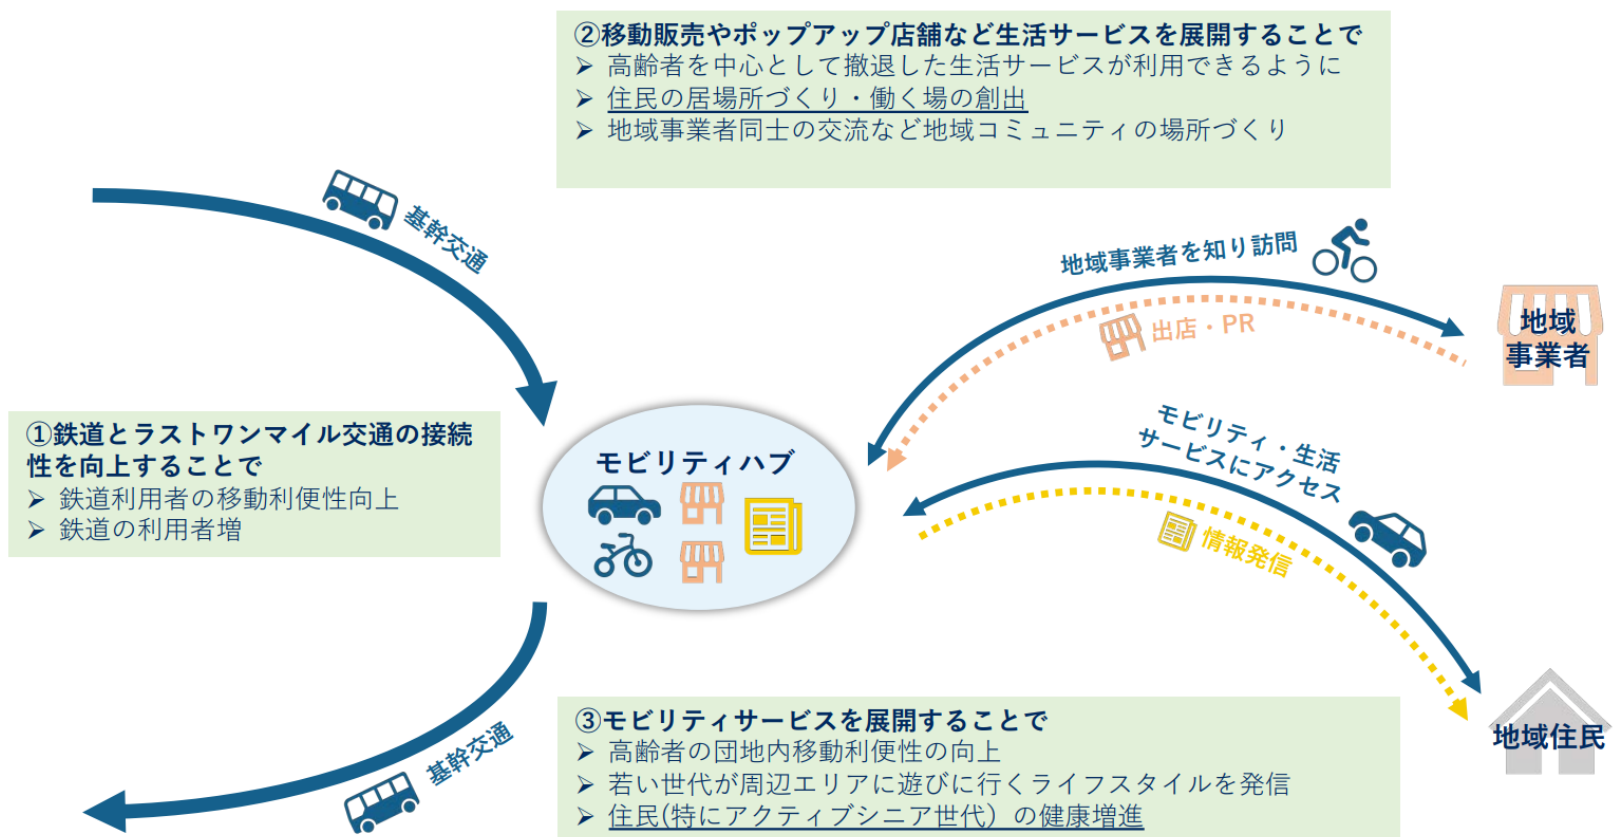 ②移動販売やポップアップ店舗など生活サービスを展開することで
➢ 高齢者を中心として撤退した生活サービスが利用できるように
➢ 住民の居場所づくり・働く場の創出
➢ 地域事業者同士の交流など地域コミュニティの場所づくり
基幹交通
地域事業者を知り訪問
出店・PR
地域
事業者
①鉄道とラストワンマイル交通の接続
性を向上することで
➢ 鉄道利用者の移動利便性向上
➢ 鉄道の利用者増
モビリティハブ
モビリティ・生活
サービスにアクセス
情報発信
基幹交通
③モビリティサービスを展開することで
➢ 高齢者の団地内移動利便性の向上
➢ 若い世代が周辺エリアに遊びに行くライフスタイルを発信
➢ 住民(特にアクティブシニア世代）の健康増進
地域住民